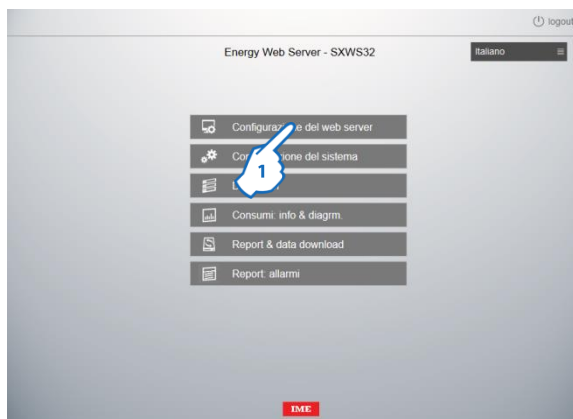 logout
Energy Web Server - SXWS32
Italiano
Configurazione del web server
del sistema
1
Consumi: info & diagrm.
Report & data download
Report: allarmi
IME